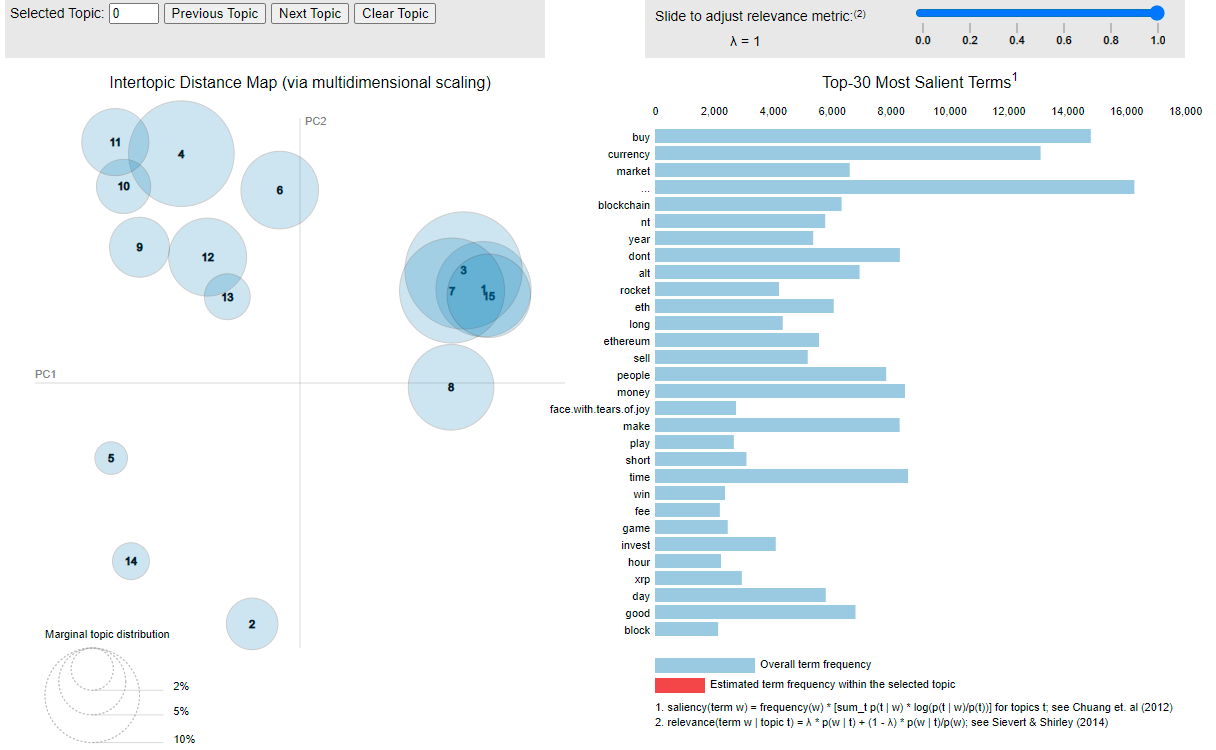 Selected Topic: 0 Previous Topic Next Topic Clear Topic
Slide to adjust relevance metric:(2)
λ = 1
0.0 0.2 0.4 0.6 0.8 1.0
Intertopic Distance Map (via multidimensional scaling)
PC2
PC1
11
4
10
6
9
12
13
3
7
1
15
8
5
14
2
Marginal topic distribution
2%
5%
10%
Top-30 Most Salient Terms1
0 2,000 4,000 6,000 8,000 10,000 12,000 14,000 16,000 18,000
buy
currency
market
...
blockchain
nt
year
dont
alt
rocket
eth
long
ethereum
sell
people
money
face.with.tears.of.joy
make
play
short
time
win
fee
game
invest
hour
xrp
day
good
block
Overall term frequency
Estimated term frequency within the selected topic
1. saliency(term w) = frequency(w) * [sum_t p(t | w) * log(p(t | w)/p(t))] for topics t; see Chuang et. al (2012)
2. relevance(term w | topic t) = λ * p(w | t) + (1 - λ) * p(w | t)/p(w); see Sievert & Shirley (2014)